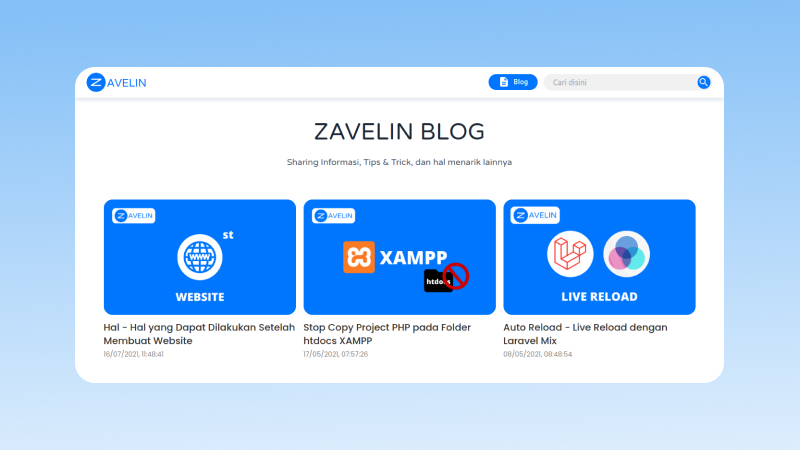 ZAVELIN
Blog
Cari disini
ZAVELIN BLOG
Sharing Informasi, Tips & Trick, dan hal menarik lainnya
ZAVELIN
st
WWW
WEBSITE
ZAVELIN
XAMPP
htdocs
ZAVELIN
LIVE RELOAD
Hal - Hal yang Dapat Dilakukan Setelah
Membuat Website
16/07/2021, 11:48:41
Stop Copy Project PHP pada Folder
htdocs XAMPP
17/05/2021, 07:57:26
Auto Reload - Live Reload dengan
Laravel Mix
08/05/2021, 08:48:54